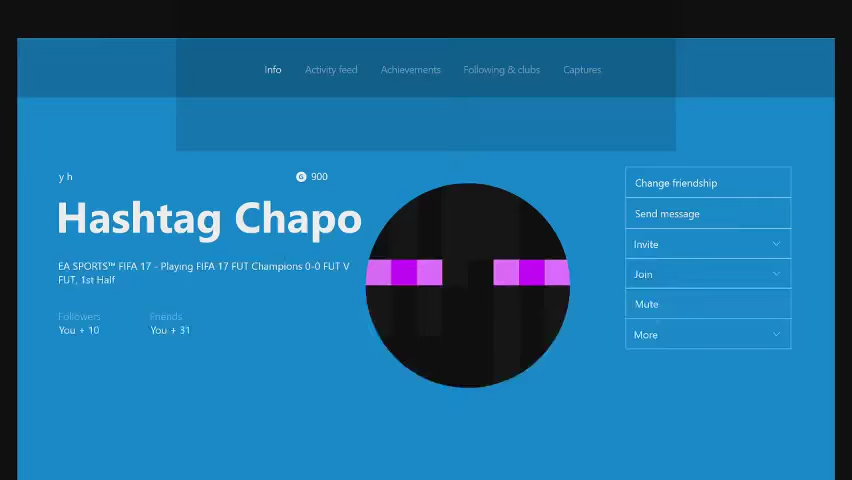 Info Activity feed Achievements Following & clubs Captures
y h G 900
Hashtag Chapo
EA SPORTS™ FIFA 17 - Playing FIFA 17 FUT Champions 0-0 FUT V
FUT, 1st Half
Followers Friends
You + 10 You + 31
Change friendship
Send message
Invite
Join
Mute
More